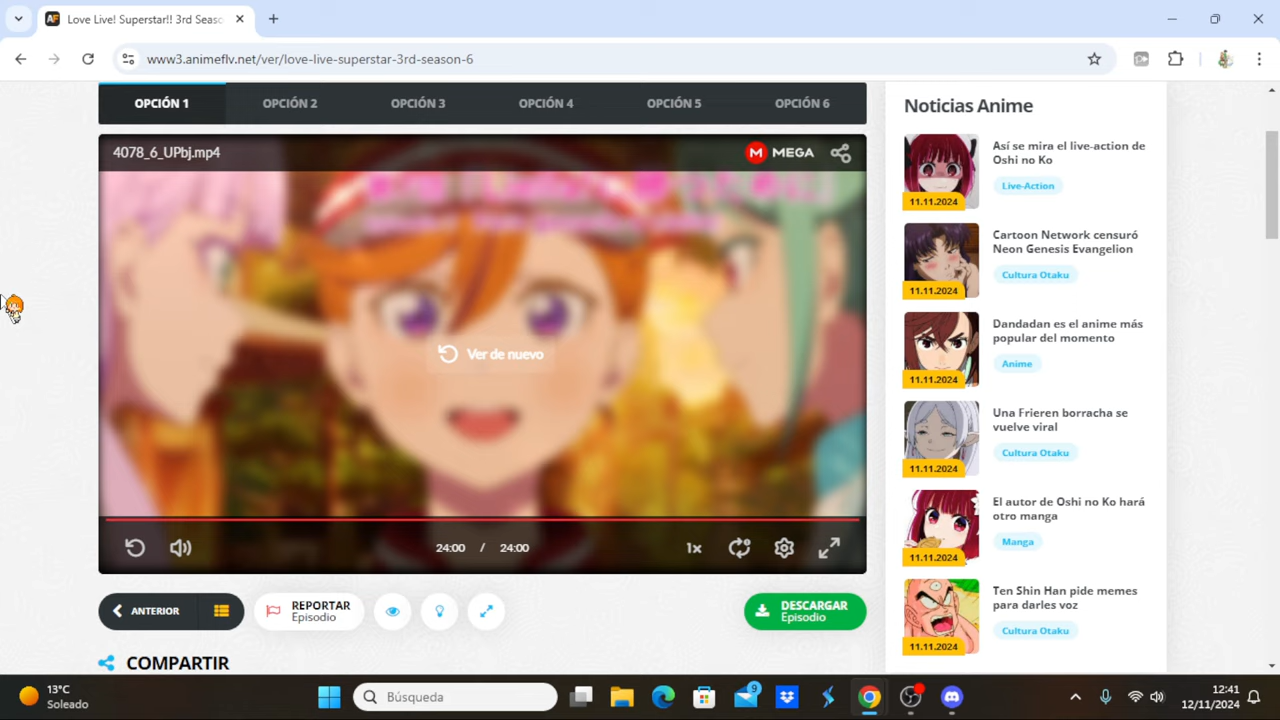 Love Live! Superstar!! 3rd Seaso
www3.animeflv.net/ver/love-live-superstar-3rd-season-6
OPCIÓN 1
OPCIÓN 2
OPCIÓN 3
OPCIÓN 4
OPCIÓN 5
OPCIÓN 6
4078_6_UPbj.mp4
MEGA
Ver de nuevo
24:00 / 24:00
1x
ANTERIOR
REPORTAR
Episodio
DESCARGAR
Episodio
COMPARTIR
Noticias Anime
Así se mira el live-action de
Oshi no Ko
Live-Action
11.11.2024
Cartoon Network censuró
Neon Genesis Evangelion
Cultura Otaku
11.11.2024
Dandadan es el anime más
popular del momento
Anime
11.11.2024
Una Frieren borracha se
vuelve viral
Cultura Otaku
11.11.2024
El autor de Oshi no Ko hará
otro manga
Manga
11.11.2024
Ten Shin Han pide memes
para darles voz
Cultura Otaku
11.11.2024
13°C
Soleado
Búsqueda
9
12:41
12/11/2024